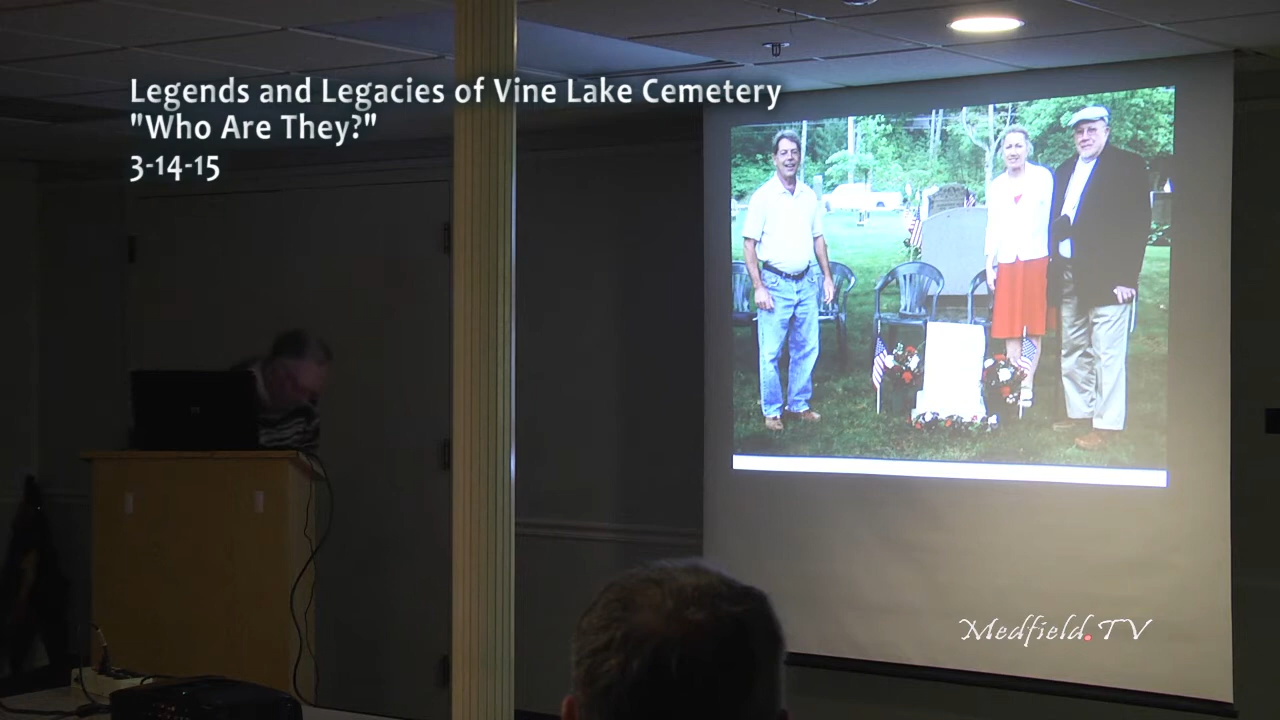 Legends and Legacies of Vine Lake Cemetery
"Who Are They?"
3-14-15
Medfield.TV